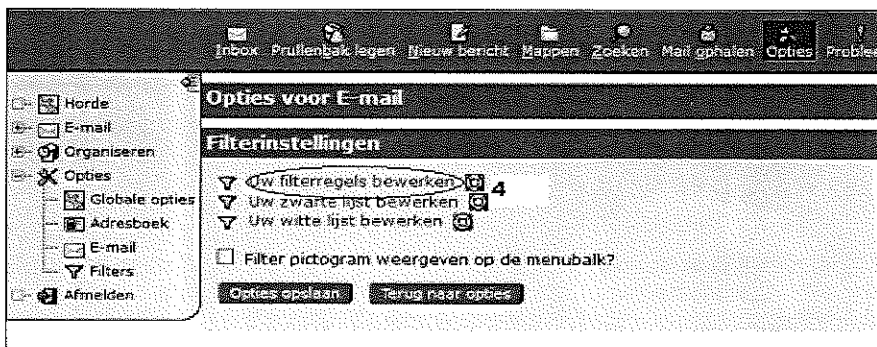 Inbox Prullenbak legen Nieuw bericht Mappen Zoeken Mail ophalen Opties Problee
Horde
E-mail
Organiseren
Opties
Globale opties
Adresboek
E-mail
Filters
Afmelden
Opties voor E-mail
Filterinstellingen
Uw filterregels bewerken 4
Uw zwarte lijst bewerken
Uw witte lijst bewerken
Filter pictogram weergeven op de menubalk?
Opties opslaan Terug naar opties